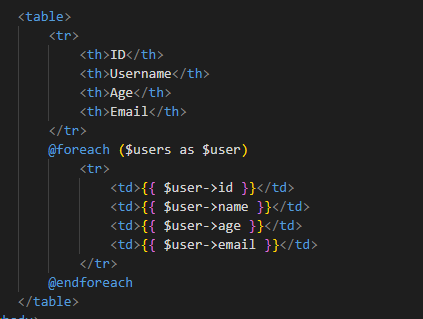 <table>
<tr>
<th>ID</th>
<th>Username</th>
<th>Age</th>
<th>Email</th>
</tr>
@foreach ($users as $user)
<tr>
<td>{{ $user->id }}</td>
<td>{{ $user->name }}</td>
<td>{{ $user->age }}</td>
<td>{{ $user->email }}</td>
</tr>
@endforeach
</table>